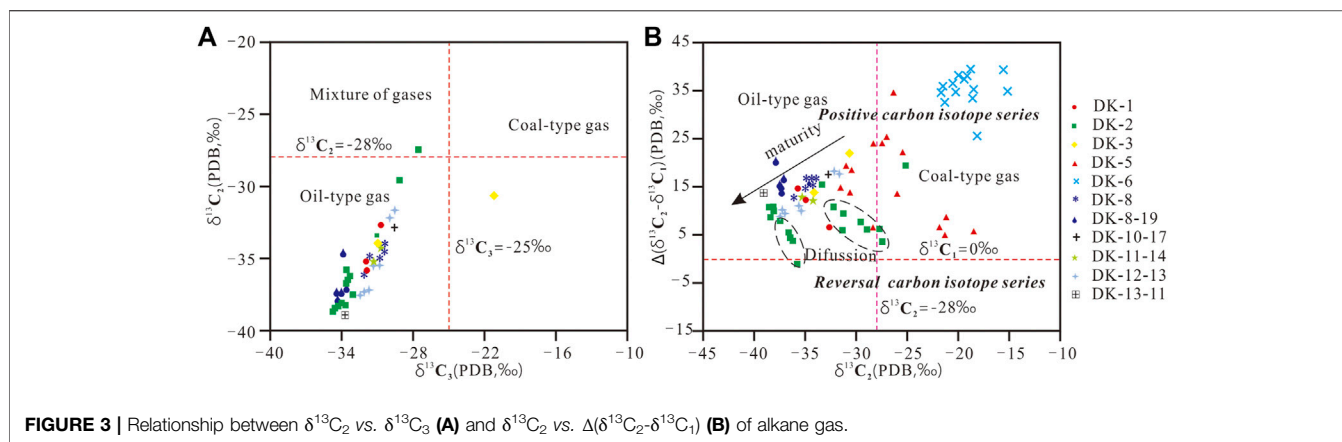 A
−20
−25
−30
−35
−40
δ¹³C₂(PDB,‰)
Mixture of gases
Coal-type gas
δ¹³C₂=-28‰
Oil-type gas
δ¹³C₃=-25‰
−40 −34 −28 −22 −16 −10
δ¹³C₃(PDB,‰)
B
45
35
25
15
5
−5
−15
Δ(δ¹³C₂-δ¹³C₁)(PDB,‰)
Oil-type gas
Positive carbon isotope series
maturity
Coal-type gas
Difussion
δ¹³C₁=0‰
Reversal carbon isotope series
δ¹³C₂=-28‰
−45 −40 −35 −30 −25 −20 −15 −10
δ¹³C₂(PDB,‰)
DK-1
DK-2
DK-3
DK-5
DK-6
DK-8
DK-8-19
DK-10-17
DK-11-14
DK-12-13
DK-13-11
FIGURE 3 | Relationship between δ¹³C₂ vs. δ¹³C₃ (A) and δ¹³C₂ vs. Δ(δ¹³C₂-δ¹³C₁) (B) of alkane gas.